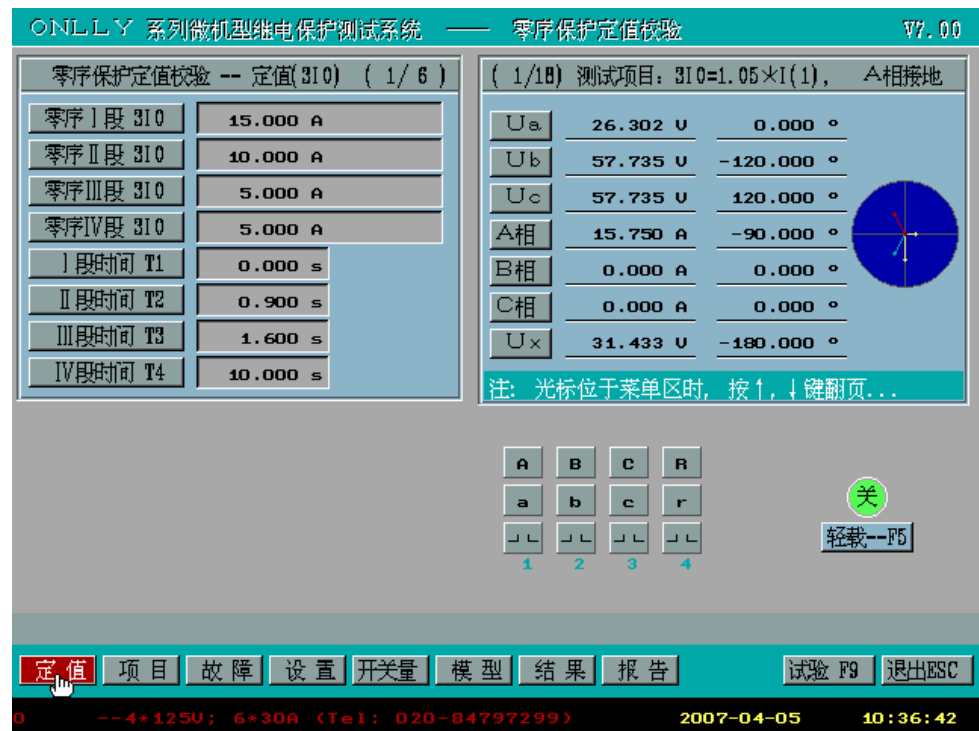 ONLLY 系列微机型继电保护测试系统 —— 零序保护定值校验 V7.00
零序保护定值校验 -- 定值(3I0) ( 1/ 6 )
零序Ⅰ段 3I0 15.000 A
零序Ⅱ段 3I0 10.000 A
零序Ⅲ段 3I0 5.000 A
零序Ⅳ段 3I0 5.000 A
Ⅰ段时间 T1 0.000 s
Ⅱ段时间 T2 0.900 s
Ⅲ段时间 T3 1.600 s
Ⅳ段时间 T4 10.000 s
( 1/18) 测试项目: 3I0=1.05×I(1), A相接地
Ua 26.302 V 0.000 °
Ub 57.735 V -120.000 °
Uc 57.735 V 120.000 °
A相 15.750 A -90.000 °
B相 0.000 A 0.000 °
C相 0.000 A 0.000 °
Ux 31.433 V -180.000 °
注: 光标位于菜单区时, 按↑,↓键翻页...
A B C R
a b c r
1 2 3 4
关
轻载--F5
定值 项目 故障 设置 开关量 模型 结果 报告 试验 F9 退出ESC
0 --4*125V; 6*30A (Tel: 020-84797299) 2007-04-05 10:36:42